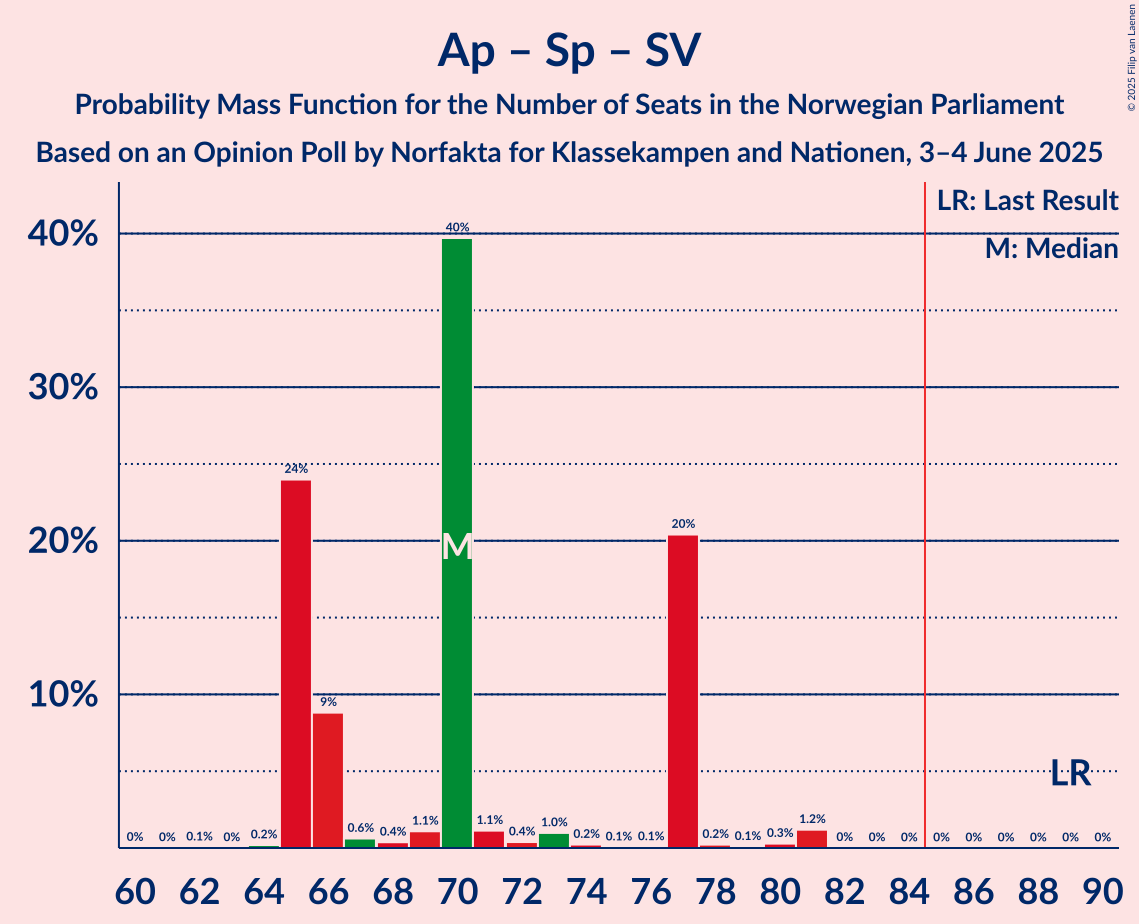 Ap – Sp – SV
Probability Mass Function for the Number of Seats in the Norwegian Parliament
Based on an Opinion Poll by Norfakta for Klassekampen and Nationen, 3–4 June 2025
© 2025 Filip van Laenen
LR: Last Result
M: Median
40%
30%
20%
10%
0% 0% 0.1% 0% 0.2% 24% 9% 0.6% 0.4% 1.1% 40% 1.1% 0.4% 1.0% 0.2% 0.1% 0.1% 20% 0.2% 0.1% 0.3% 1.2% 0% 0% 0% 0% 0% 0% 0% 0% 0%
M
LR
60 62 64 66 68 70 72 74 76 78 80 82 84 86 88 90